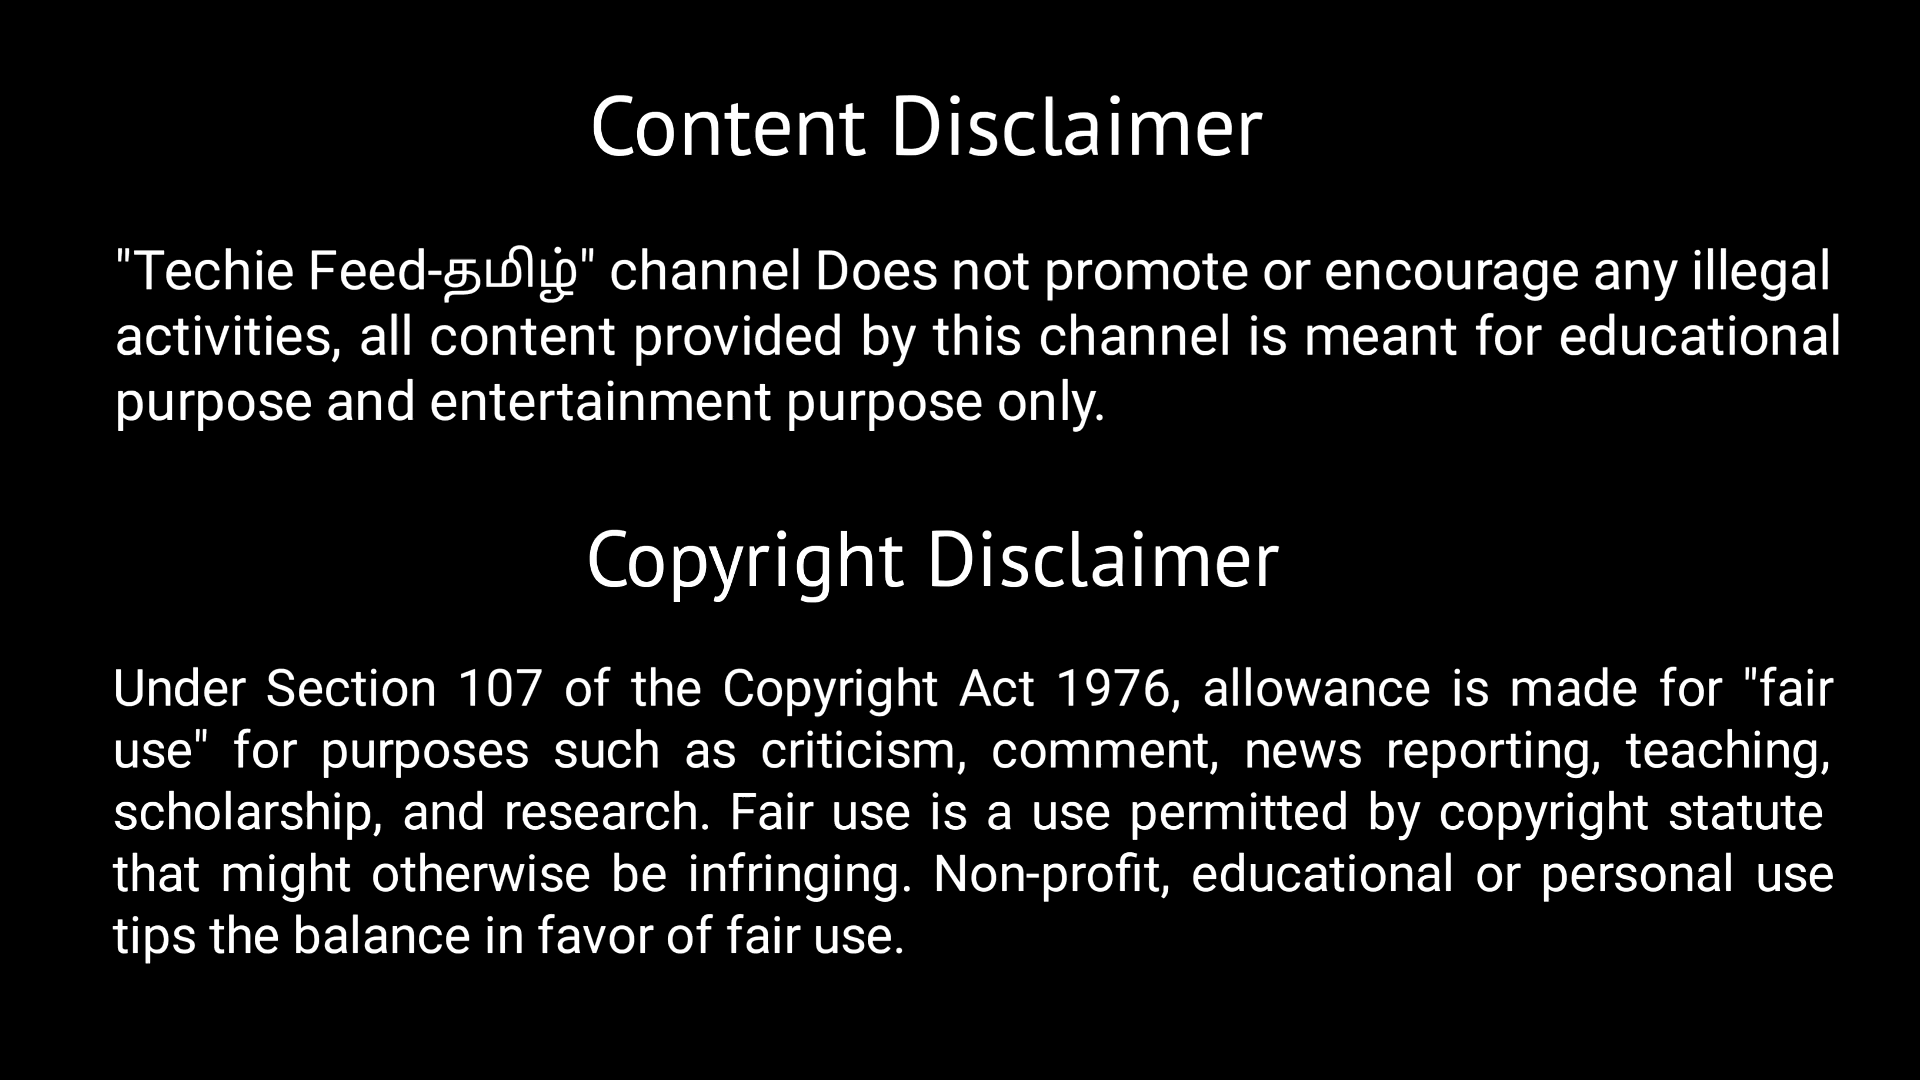 Content Disclaimer
"Techie Feed-தமிழ்" channel Does not promote or encourage any illegal
activities, all content provided by this channel is meant for educational
purpose and entertainment purpose only.
Copyright Disclaimer
Under Section 107 of the Copyright Act 1976, allowance is made for "fair
use" for purposes such as criticism, comment, news reporting, teaching,
scholarship, and research. Fair use is a use permitted by copyright statute
that might otherwise be infringing. Non-profit, educational or personal use
tips the balance in favor of fair use.